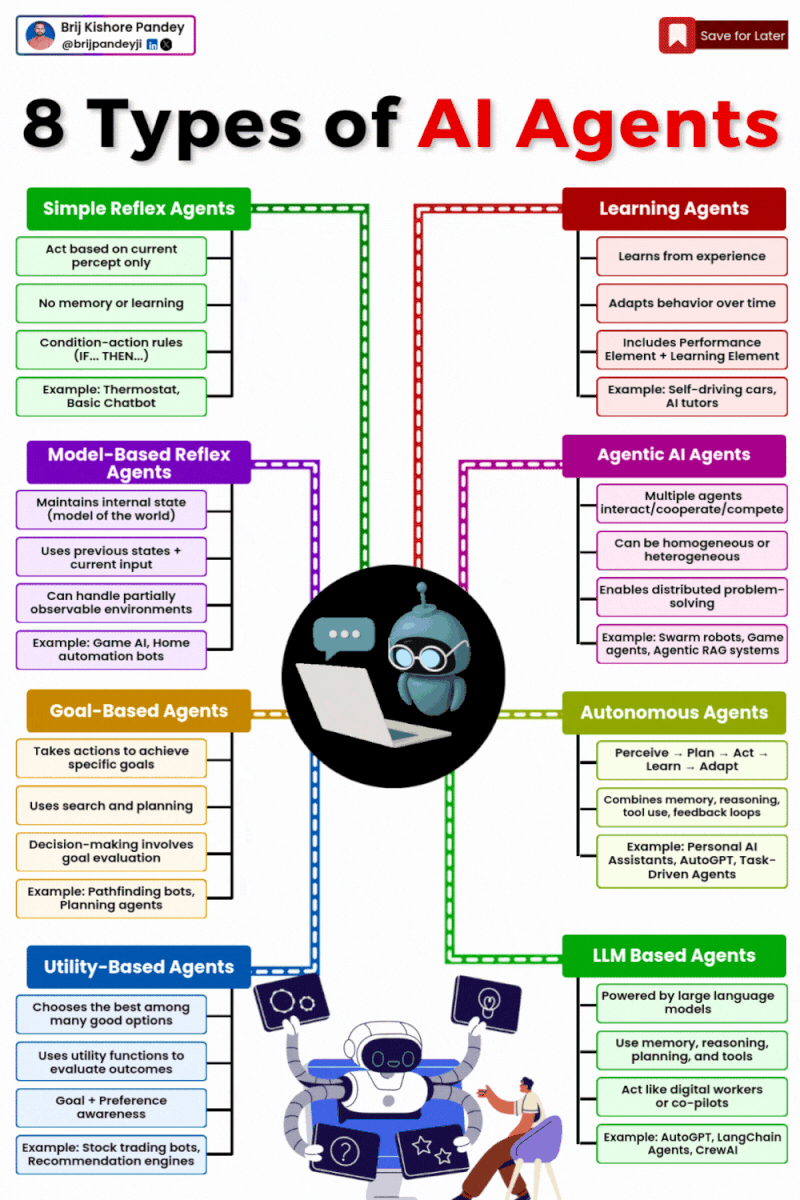 Brij Kishore Pandey
@brijpandeyji in X
Save for Later
8 Types of AI Agents
Simple Reflex Agents
Act based on current
percept only
No memory or learning
Condition-action rules
(IF... THEN...)
Example: Thermostat,
Basic Chatbot
Model-Based Reflex
Agents
Maintains internal state
(model of the world)
Uses previous states +
current input
Can handle partially
observable environments
Example: Game AI, Home
automation bots
Goal-Based Agents
Takes actions to achieve
specific goals
Uses search and planning
Decision-making involves
goal evaluation
Example: Pathfinding bots,
Planning agents
Utility-Based Agents
Chooses the best among
many good options
Uses utility functions to
evaluate outcomes
Goal + Preference
awareness
Example: Stock trading bots,
Recommendation engines
Learning Agents
Learns from experience
Adapts behavior over time
Includes Performance
Element + Learning Element
Example: Self-driving cars,
AI tutors
Agentic AI Agents
Multiple agents
interact/cooperate/compete
Can be homogeneous or
heterogeneous
Enables distributed problem-
solving
Example: Swarm robots, Game
agents, Agentic RAG systems
Autonomous Agents
Perceive → Plan → Act →
Learn → Adapt
Combines memory, reasoning,
tool use, feedback loops
Example: Personal AI
Assistants, AutoGPT, Task-
Driven Agents
LLM Based Agents
Powered by large language
models
Use memory, reasoning,
planning, and tools
Act like digital workers
or co-pilots
Example: AutoGPT, LangChain
Agents, CrewAI
?